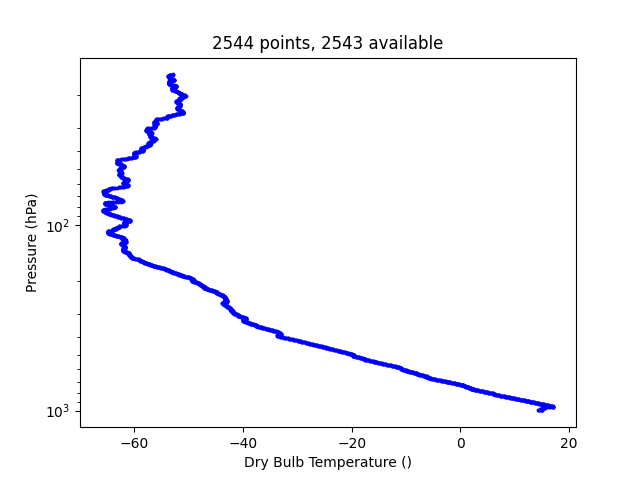 2544 points, 2543 available
Pressure (hPa)
10²
10³
−60
−40
−20
0
20
Dry Bulb Temperature ()